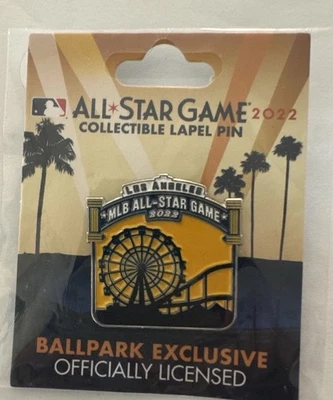 ALL★STAR GAME 2022
COLLECTIBLE LAPEL PIN
LOS ANGELES
MLB ALL-STAR GAME
2022
BALLPARK EXCLUSIVE
OFFICIALLY LICENSED